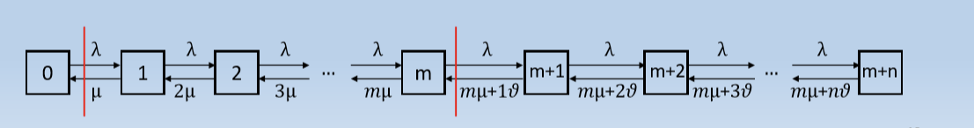 λ λ λ λ λ λ λ λ
0 1 2 ... m m+1 m+2 ... m+n
μ 2μ 3μ mμ mμ+1ϑ mμ+2ϑ mμ+3ϑ mμ+nϑ